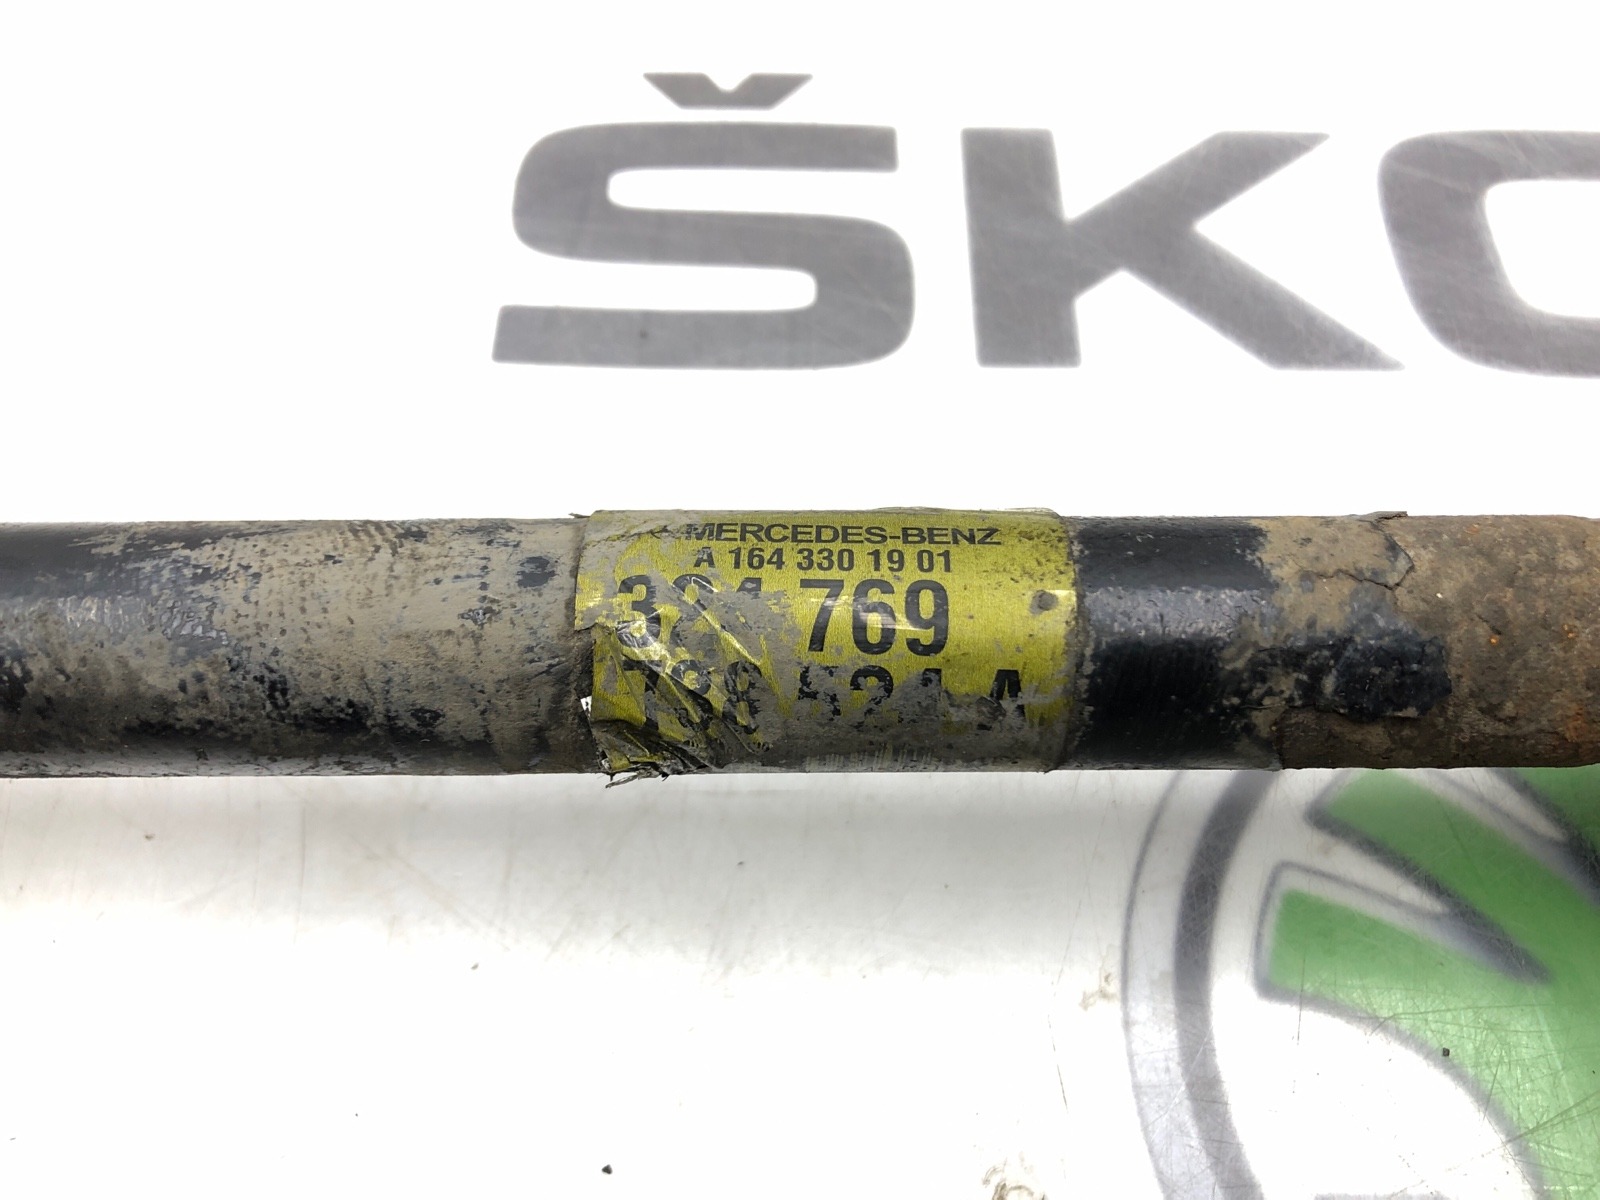 ŠKO
MERCEDES-BENZ
A 164 330 19 01
769